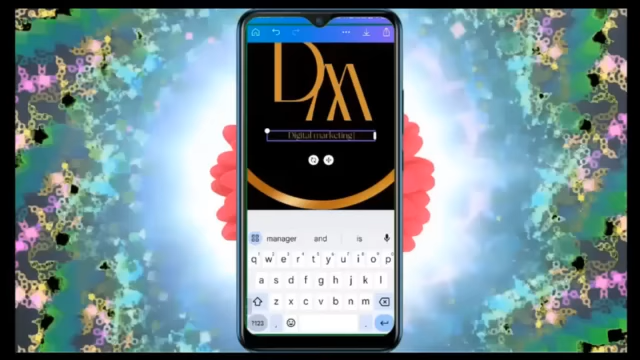 DM
Digital marketing
manager and is
q w e r t y u i o p
a s d f g h j k l
z x c v b n m
?123 , .